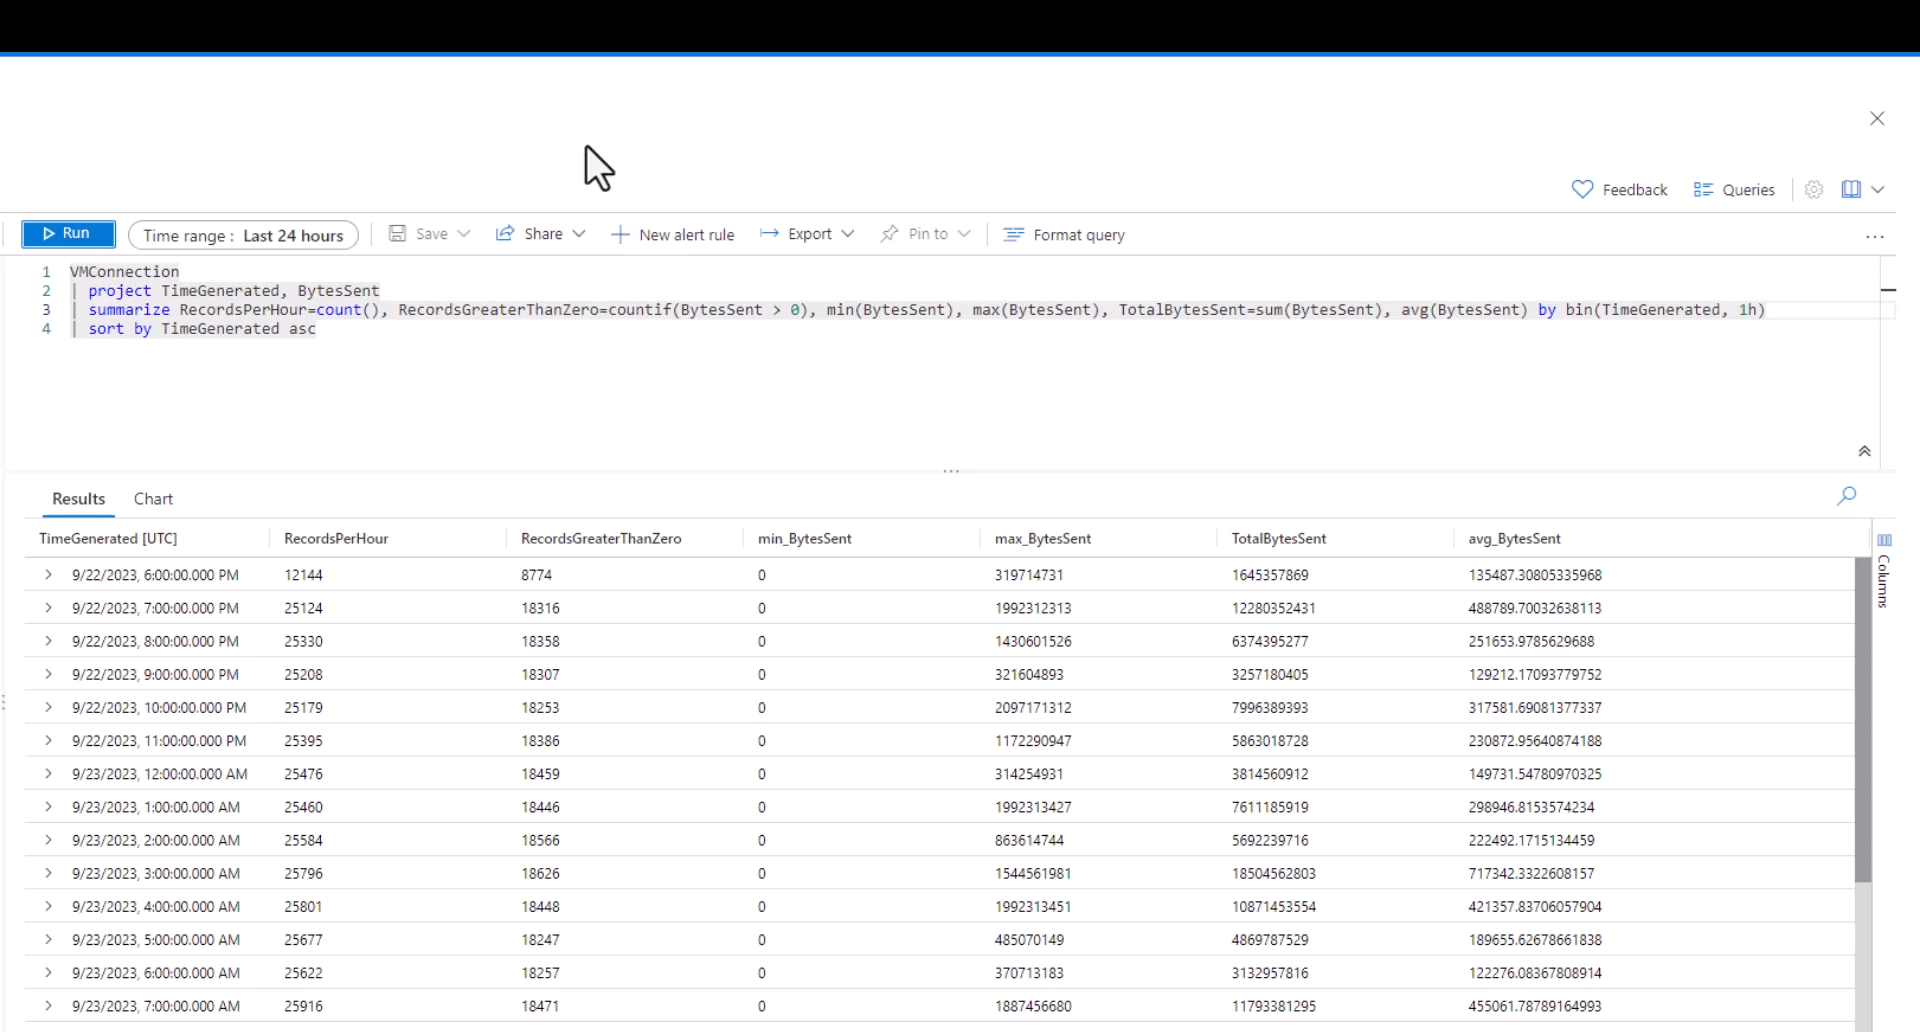 Feedback Queries
Run Time range : Last 24 hours Save Share New alert rule Export Pin to Format query ...
1 VMConnection
2 | project TimeGenerated, BytesSent
3 | summarize RecordsPerHour=count(), RecordsGreaterThanZero=countif(BytesSent > 0), min(BytesSent), max(BytesSent), TotalBytesSent=sum(BytesSent), avg(BytesSent) by bin(TimeGenerated, 1h)
4 | sort by TimeGenerated asc
Results Chart
TimeGenerated [UTC] RecordsPerHour RecordsGreaterThanZero min_BytesSent max_BytesSent TotalBytesSent avg_BytesSent
Columns
9/22/2023, 6:00:00.000 PM 12144 8774 0 319714731 1645357869 135487.30805335968
9/22/2023, 7:00:00.000 PM 25124 18316 0 1992312313 12280352431 488789.70032638113
9/22/2023, 8:00:00.000 PM 25330 18358 0 1430601526 6374395277 251653.9785629688
9/22/2023, 9:00:00.000 PM 25208 18307 0 321604893 3257180405 129212.17093779752
9/22/2023, 10:00:00.000 PM 25179 18253 0 2097171312 7996389393 317581.69081377337
9/22/2023, 11:00:00.000 PM 25395 18386 0 1172290947 5863018728 230872.95640874188
9/23/2023, 12:00:00.000 AM 25476 18459 0 314254931 3814560912 149731.54780970325
9/23/2023, 1:00:00.000 AM 25460 18446 0 1992313427 7611185919 298946.8153574234
9/23/2023, 2:00:00.000 AM 25584 18566 0 863614744 5692239716 222492.1715134459
9/23/2023, 3:00:00.000 AM 25796 18626 0 1544561981 18504562803 717342.3322608157
9/23/2023, 4:00:00.000 AM 25801 18448 0 1992313451 10871453554 421357.83706057904
9/23/2023, 5:00:00.000 AM 25677 18247 0 485070149 4869787529 189655.62678661838
9/23/2023, 6:00:00.000 AM 25622 18257 0 370713183 3132957816 122276.08367808914
9/23/2023, 7:00:00.000 AM 25916 18471 0 1887456680 11793381295 455061.78789164993